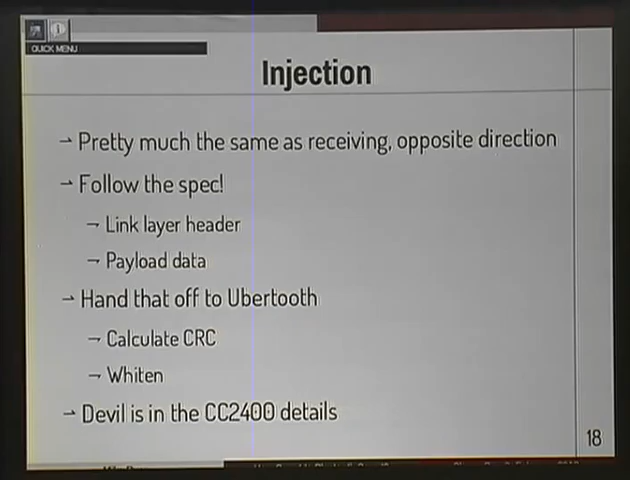 QUICK MENU
Injection
Pretty much the same as receiving, opposite direction
Follow the spec!
Link layer header
Payload data
Hand that off to Ubertooth
Calculate CRC
Whiten
Devil is in the CC2400 details
18